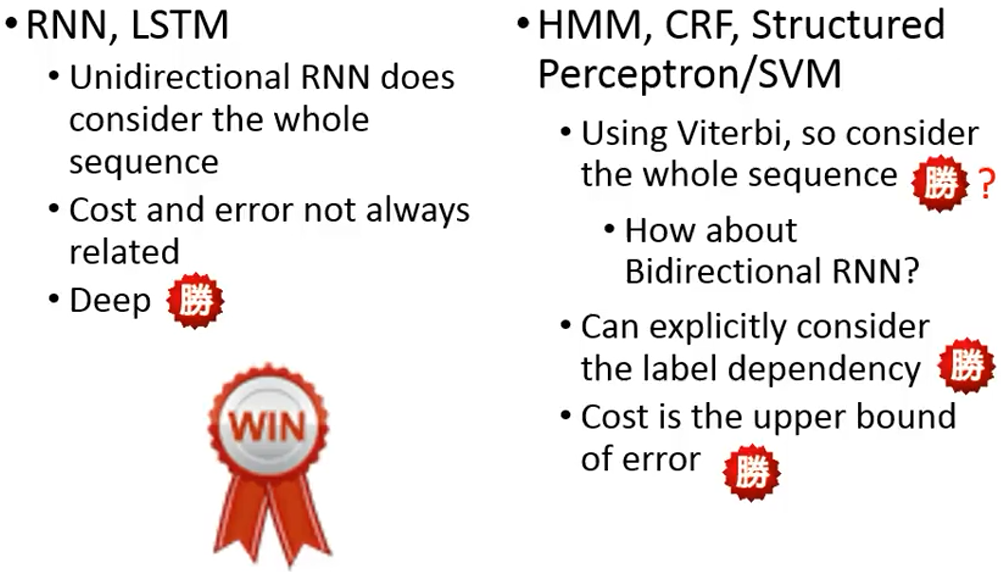 • RNN, LSTM
• Unidirectional RNN does
consider the whole
sequence
• Cost and error not always
related
• Deep 勝
WIN
• HMM, CRF, Structured
Perceptron/SVM
• Using Viterbi, so consider
the whole sequence 勝 ?
• How about
Bidirectional RNN?
• Can explicitly consider
the label dependency 勝
• Cost is the upper bound
of error 勝